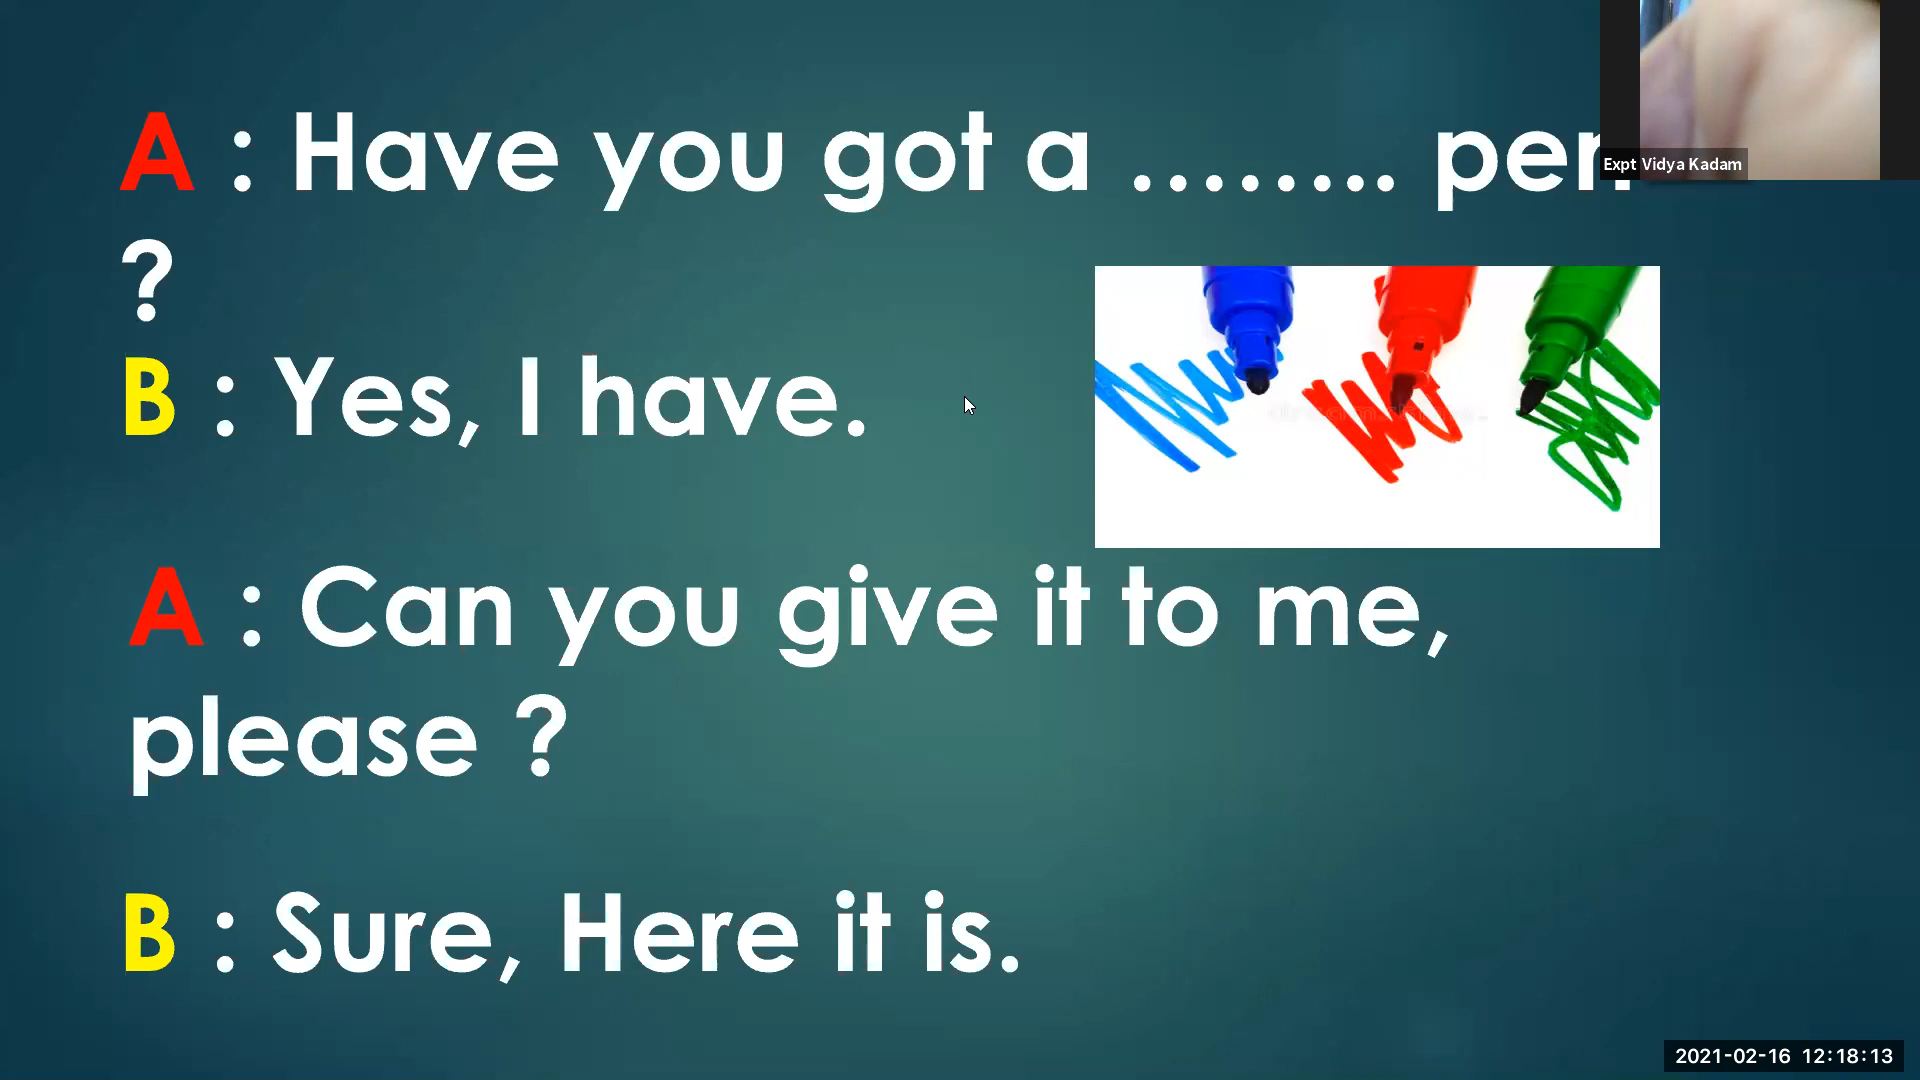 A : Have you got a ........ pen
?
B : Yes, I have.
A : Can you give it to me,
please ?
B : Sure, Here it is.
Expt Vidya Kadam
2021-02-16 12:18:13